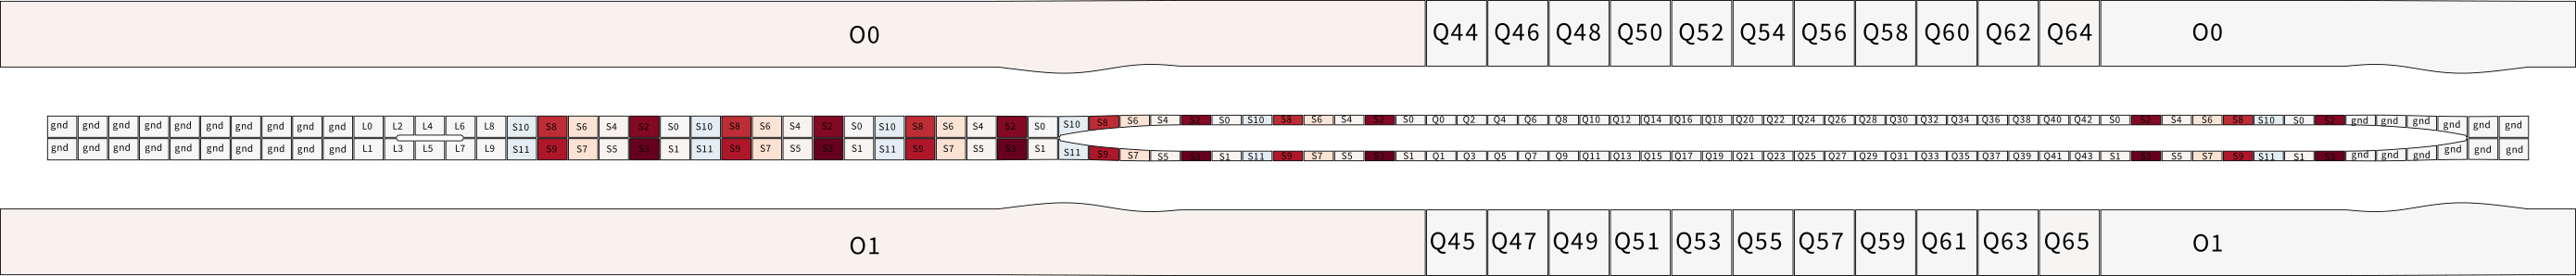 O0 Q44 Q46 Q48 Q50 Q52 Q54 Q56 Q58 Q60 Q62 Q64 O0
gnd gnd gnd gnd gnd gnd gnd gnd gnd gnd L0 L2 L4 L6 L8 S10 S8 S6 S4 S2 S0 S10 S8 S6 S4 S2 S0 S10 S8 S6 S4 S2 S0 S10 S8 S6 S4 S2 S0 S10 S8 S6 S4 S2 S0 Q0 Q2 Q4 Q6 Q8 Q10 Q12 Q14 Q16 Q18 Q20 Q22 Q24 Q26 Q28 Q30 Q32 Q34 Q36 Q38 Q40 Q42 S0 S2 S4 S6 S8 S10 S0 S2 gnd gnd gnd gnd gnd gnd
gnd gnd gnd gnd gnd gnd gnd gnd gnd gnd L1 L3 L5 L7 L9 S11 S9 S7 S5 S3 S1 S11 S9 S7 S5 S3 S1 S11 S9 S7 S5 S3 S1 S11 S9 S7 S5 S3 S1 S11 S9 S7 S5 S3 S1 Q1 Q3 Q5 Q7 Q9 Q11 Q13 Q15 Q17 Q19 Q21 Q23 Q25 Q27 Q29 Q31 Q33 Q35 Q37 Q39 Q41 Q43 S1 S3 S5 S7 S9 S11 S1 S3 gnd gnd gnd gnd gnd gnd
O1 Q45 Q47 Q49 Q51 Q53 Q55 Q57 Q59 Q61 Q63 Q65 O1